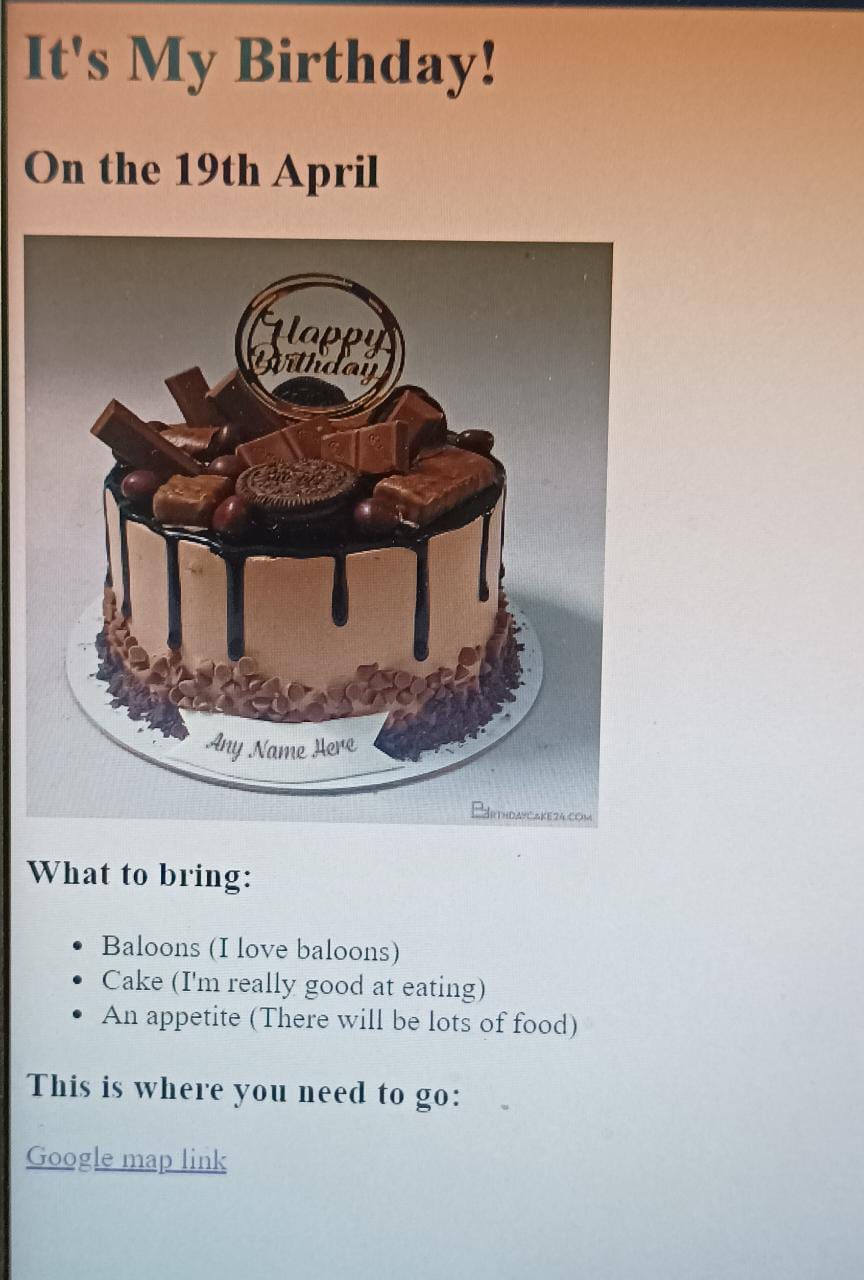 It's My Birthday!
On the 19th April
Happy
Birthday
Any Name Here
BIRTHDAYCAKE24.COM
What to bring:
Baloons (I love baloons)
Cake (I'm really good at eating)
An appetite (There will be lots of food)
This is where you need to go:
Google map link